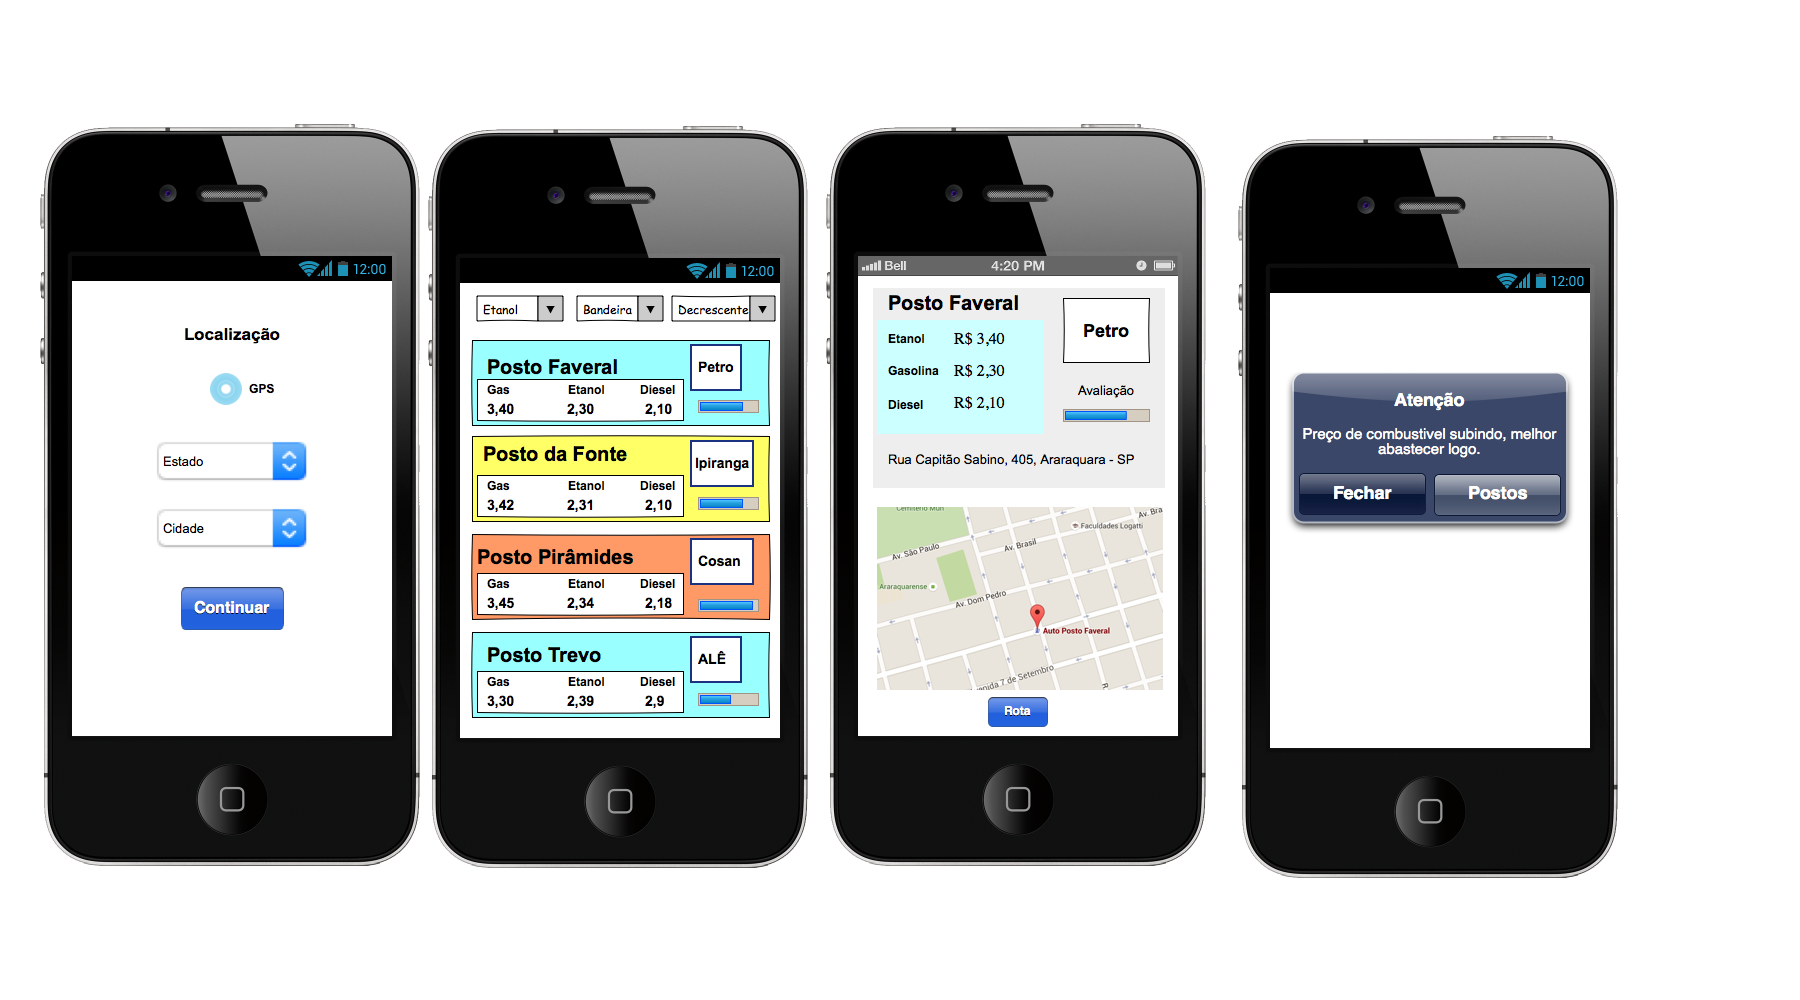 12:00
Localização
GPS
Estado
Cidade
Continuar
12:00
Etanol Bandeira Decrescente
Posto Faveral
Petro
Gas Etanol Diesel
3,40 2,30 2,10
Posto da Fonte
Ipiranga
Gas Etanol Diesel
3,42 2,31 2,10
Posto Pirâmides
Cosan
Gas Etanol Diesel
3,45 2,34 2,18
Posto Trevo
ALÊ
Gas Etanol Diesel
3,30 2,39 2,9
Bell 4:20 PM
Posto Faveral
Petro
Etanol R$ 3,40
Gasolina R$ 2,30
Diesel R$ 2,10
Avaliação
Rua Capitão Sabino, 405, Araraquara - SP
Cemitério
Av. Bra
Faculdades Logatti
Av. São Paulo
Av. Brasil
Araraquarense
Av. Dom Pedro
Auto Posto Faveral
7 de Setembro
R.
Rota
12:00
Atenção
Preço de combustivel subindo, melhor
abastecer logo.
Fechar Postos